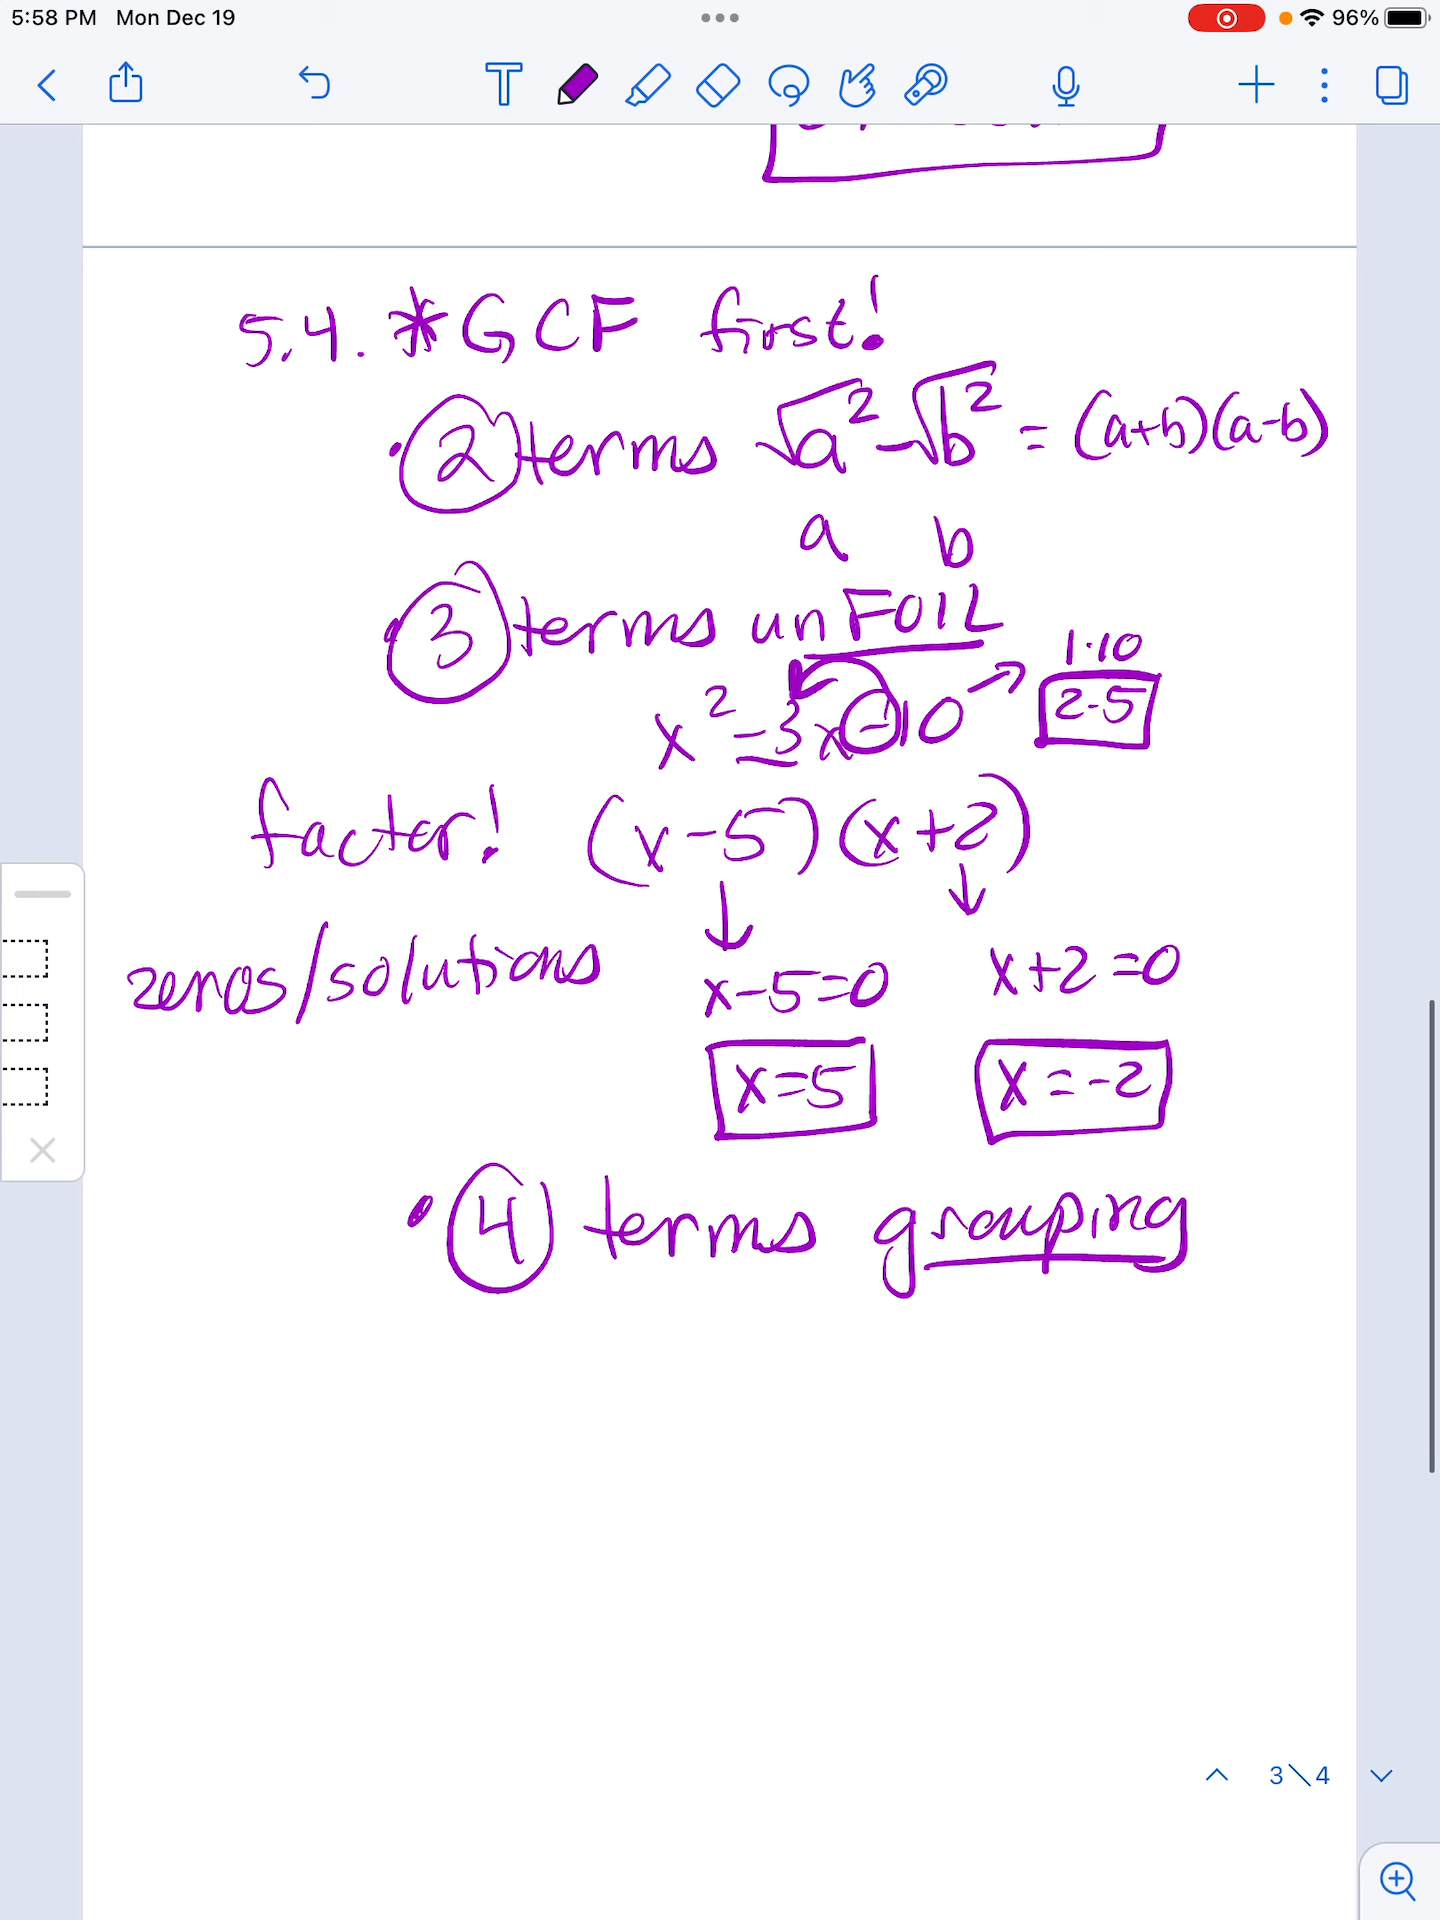 5:58 PM Mon Dec 19
96%
T
5.4. *GCF first!
• 2 terms √a² - √b² = (a+b)(a-b)
a b
• 3 terms unFOIL
1·10
x² - 3x - 10 → 2·5
factor! (x-5)(x+2)
zeros/solutions x-5=0 x+2=0
x=5 x=-2
• 4 terms grouping
3\4